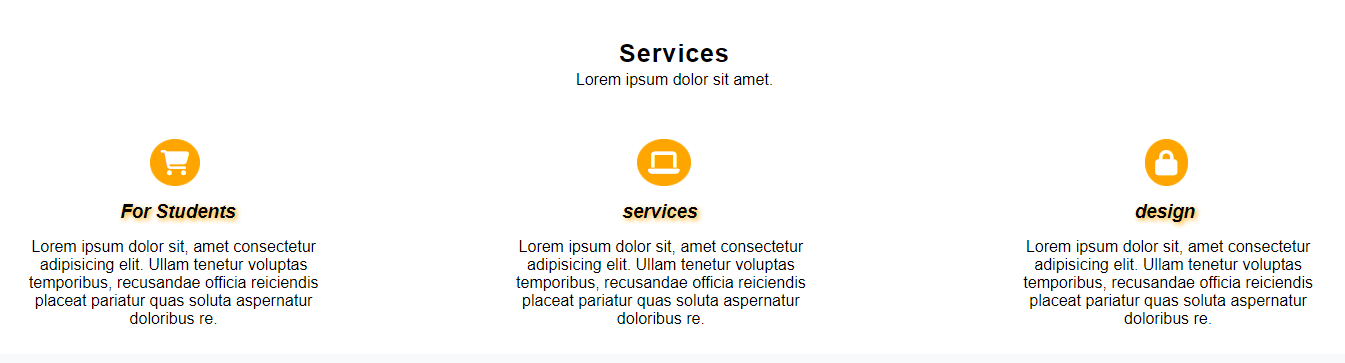 Services
Lorem ipsum dolor sit amet.
For Students
Lorem ipsum dolor sit, amet consectetur
adipisicing elit. Ullam tenetur voluptas
temporibus, recusandae officia reiciendis
placeat pariatur quas soluta aspernatur
doloribus re.
services
Lorem ipsum dolor sit, amet consectetur
adipisicing elit. Ullam tenetur voluptas
temporibus, recusandae officia reiciendis
placeat pariatur quas soluta aspernatur
doloribus re.
design
Lorem ipsum dolor sit, amet consectetur
adipisicing elit. Ullam tenetur voluptas
temporibus, recusandae officia reiciendis
placeat pariatur quas soluta aspernatur
doloribus re.